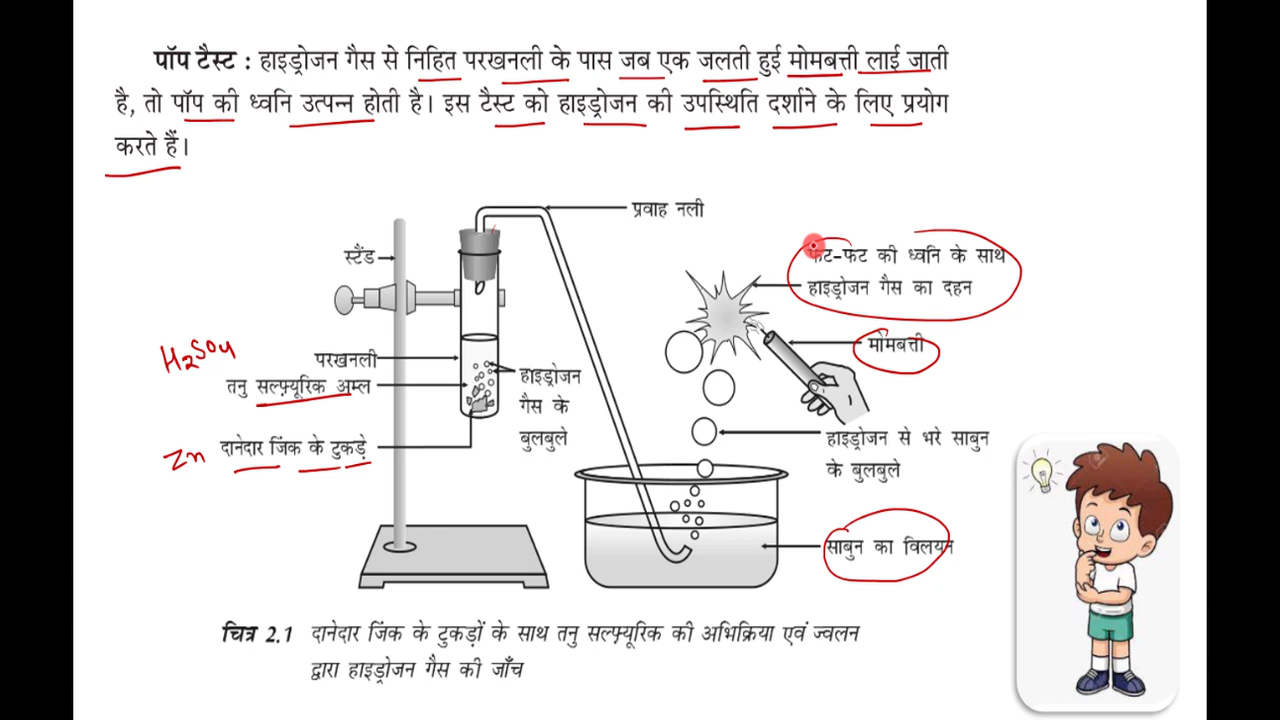 पॉप टैस्ट : हाइड्रोजन गैस से निहित परखनली के पास जब एक जलती हुई मोमबत्ती लाई जाती
है, तो पॉप की ध्वनि उत्पन्न होती है। इस टैस्ट को हाइड्रोजन की उपस्थिति दर्शाने के लिए प्रयोग
करते हैं।
प्रवाह नली
स्टैंड
फट-फट की ध्वनि के साथ
हाइड्रोजन गैस का दहन
मोमबत्ती
H2SO4
परखनली
तनु सल्फ़्यूरिक अम्ल
हाइड्रोजन
गैस के
बुलबुले
Zn दानेदार जिंक के टुकड़े
हाइड्रोजन से भरे साबुन
के बुलबुले
साबुन का विलयन
चित्र 2.1 दानेदार जिंक के टुकड़ों के साथ तनु सल्फ़्यूरिक की अभिक्रिया एवं ज्वलन
द्वारा हाइड्रोजन गैस की जाँच